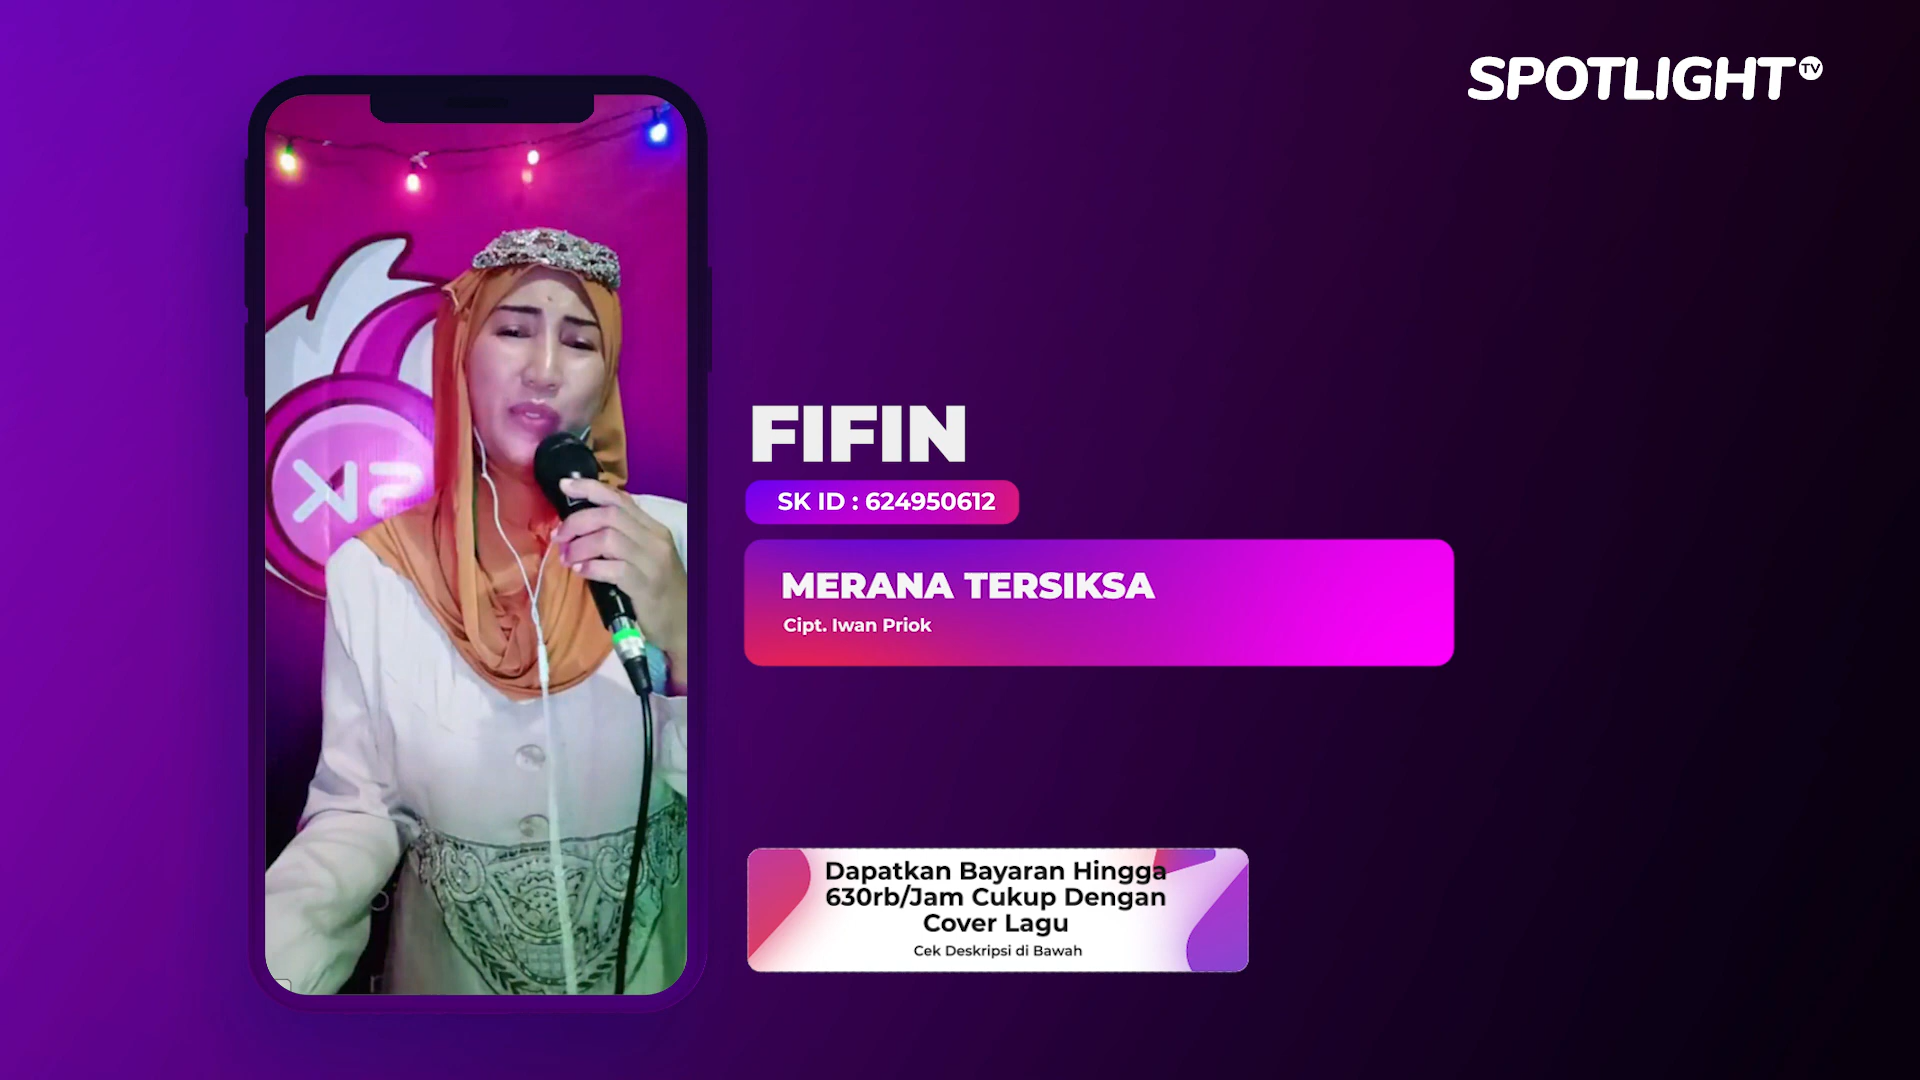 SPOTLIGHT TV
FIFIN
SK ID : 624950612
MERANA TERSIKSA
Cipt. Iwan Priok
Dapatkan Bayaran Hingga
630rb/Jam Cukup Dengan
Cover Lagu
Cek Deskripsi di Bawah
SK